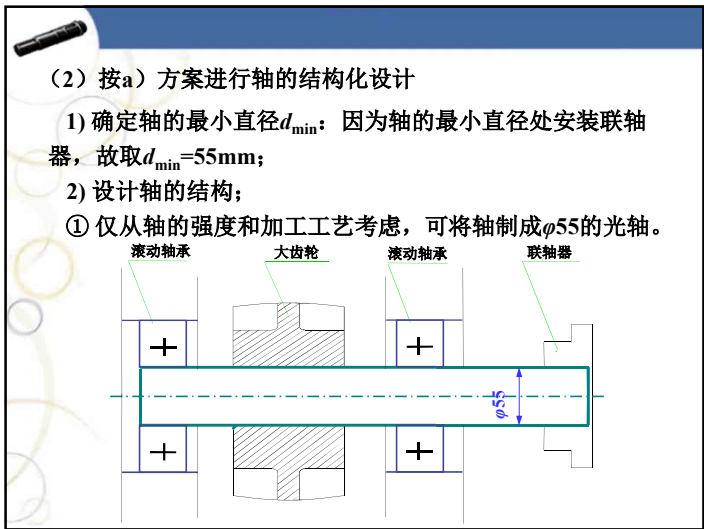 （2）按a）方案进行轴的结构化设计
1) 确定轴的最小直径dmin：因为轴的最小直径处安装联轴
器，故取dmin=55mm；
2) 设计轴的结构；
① 仅从轴的强度和加工工艺考虑，可将轴制成φ55的光轴。
滚动轴承 大齿轮 滚动轴承 联轴器
φ55